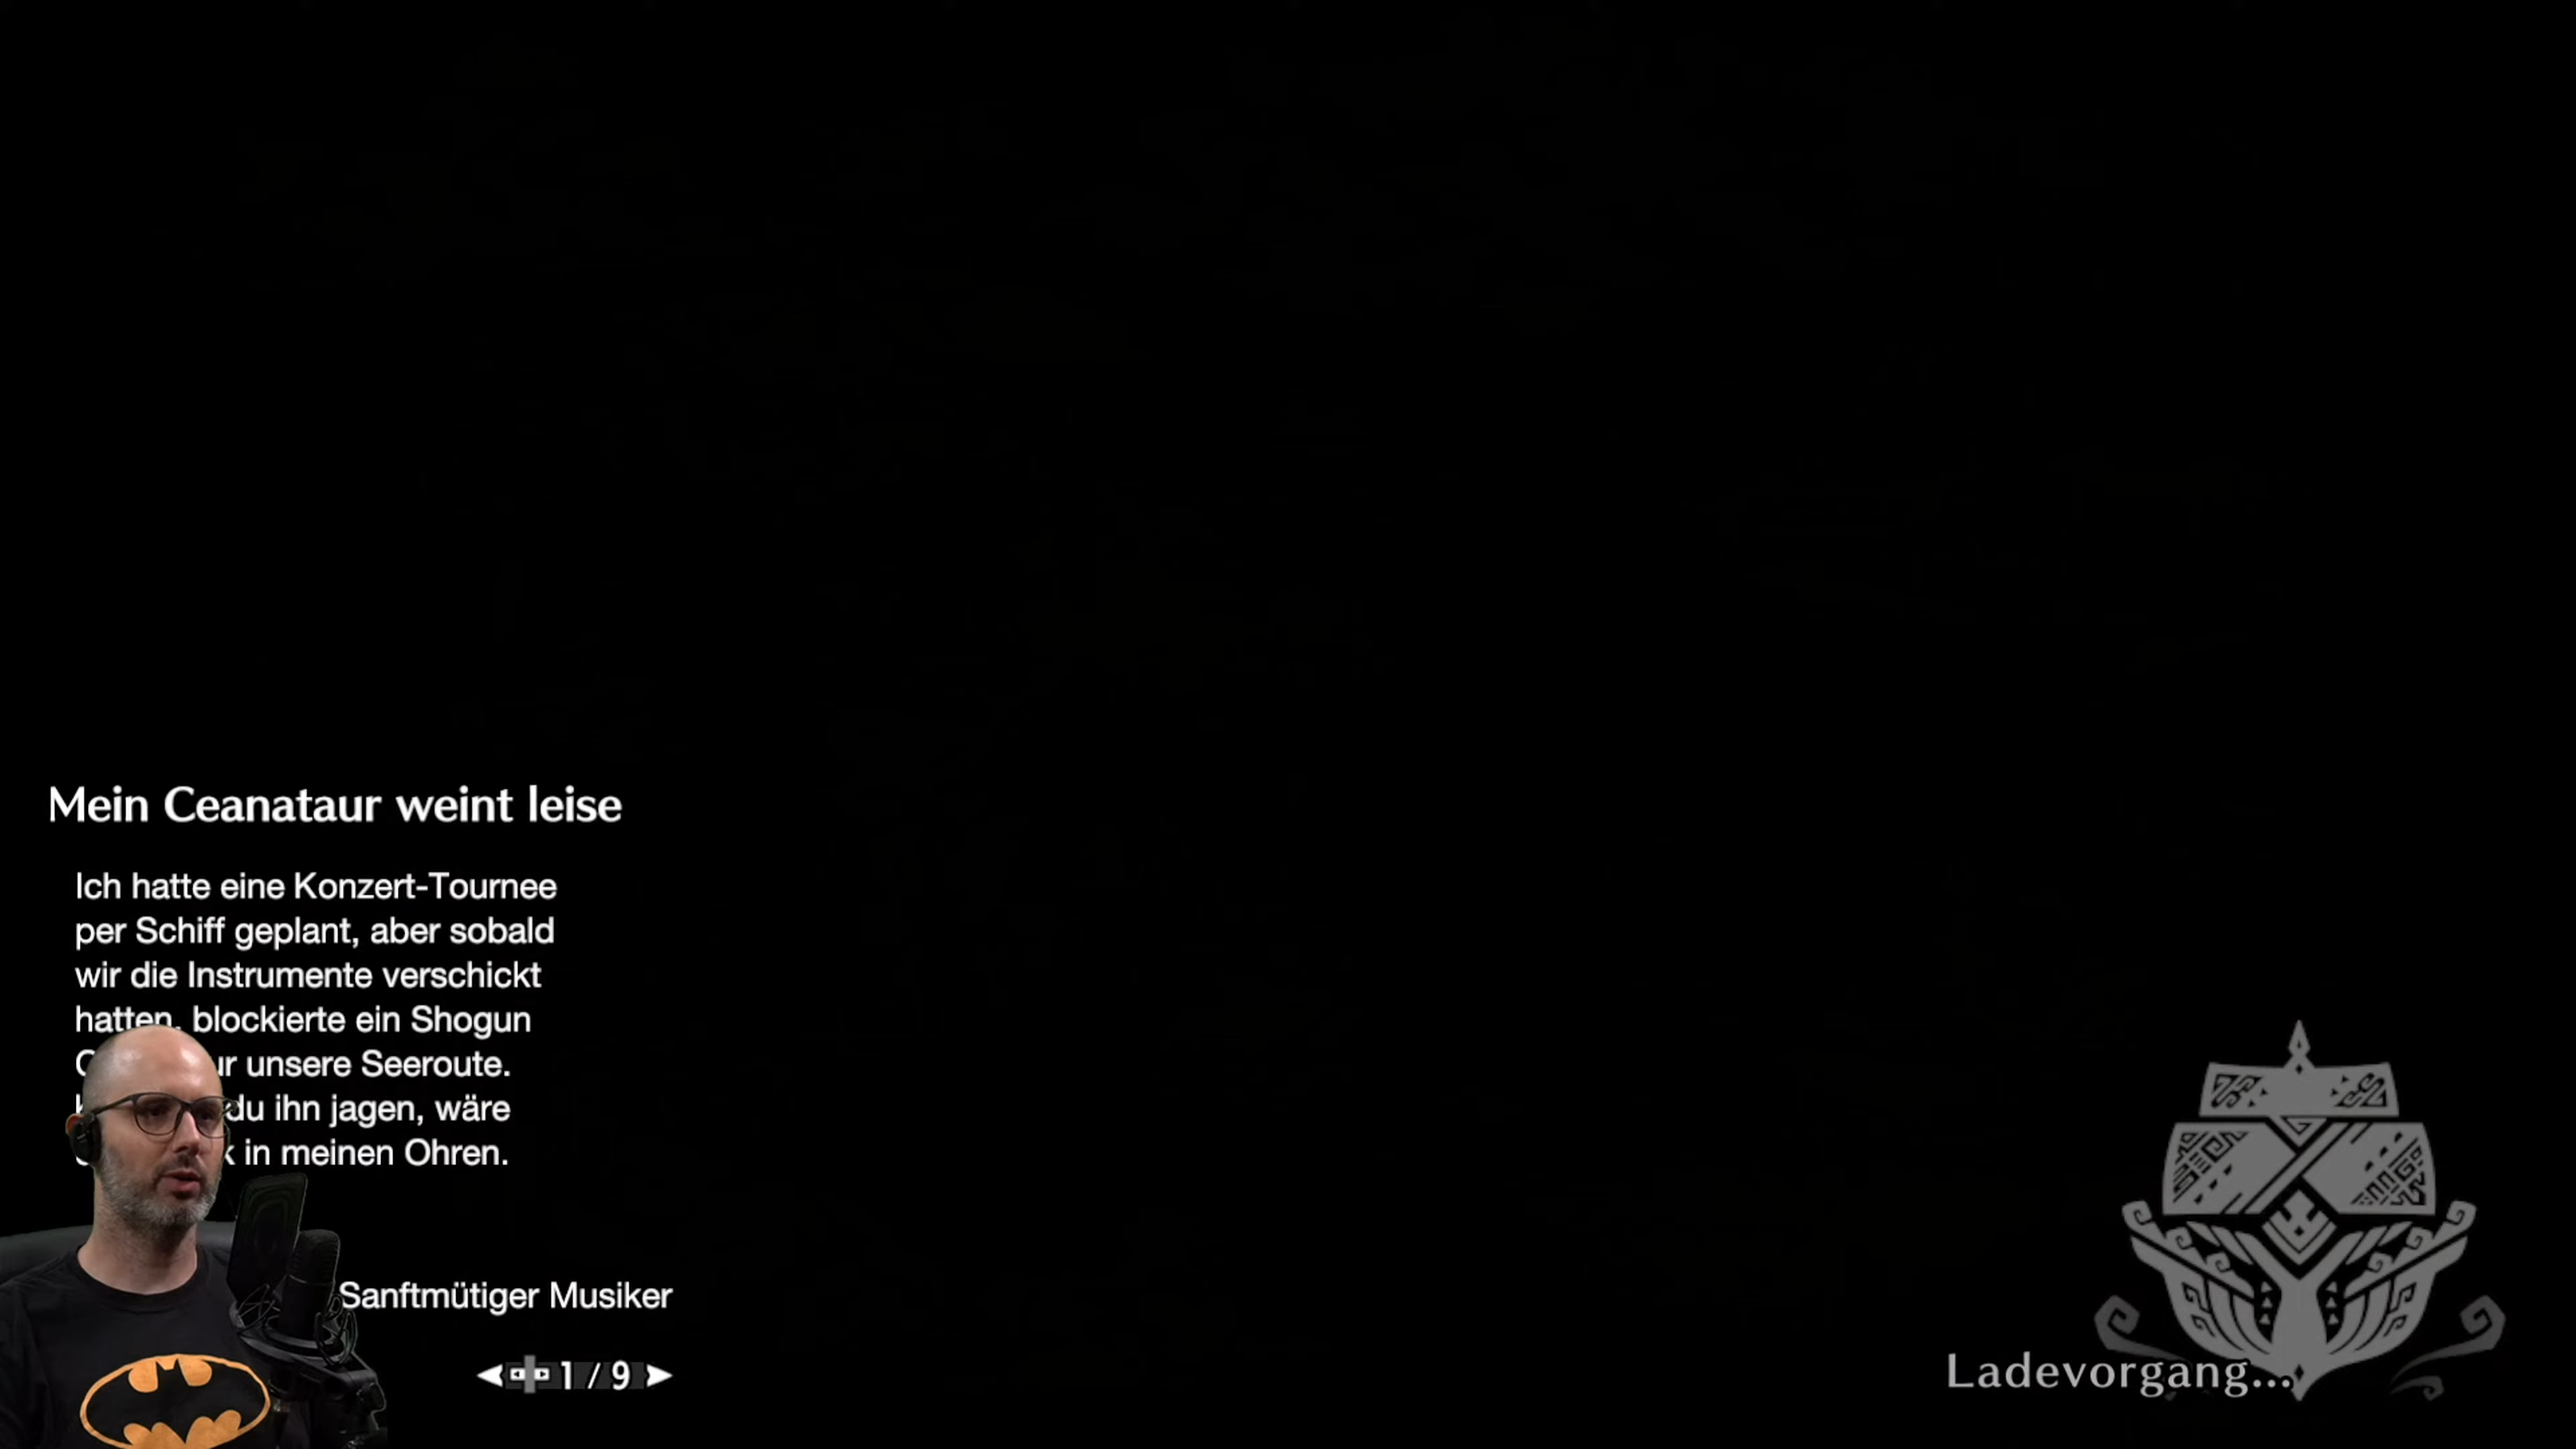 Mein Ceanataur weint leise
Ich hatte eine Konzert-Tournee
per Schiff geplant, aber sobald
wir die Instrumente verschickt
hatten, blockierte ein Shogun
unsere Seeroute.
du ihn jagen, wäre
in meinen Ohren.
Sanftmütiger Musiker
1 / 9
Ladevorgang...